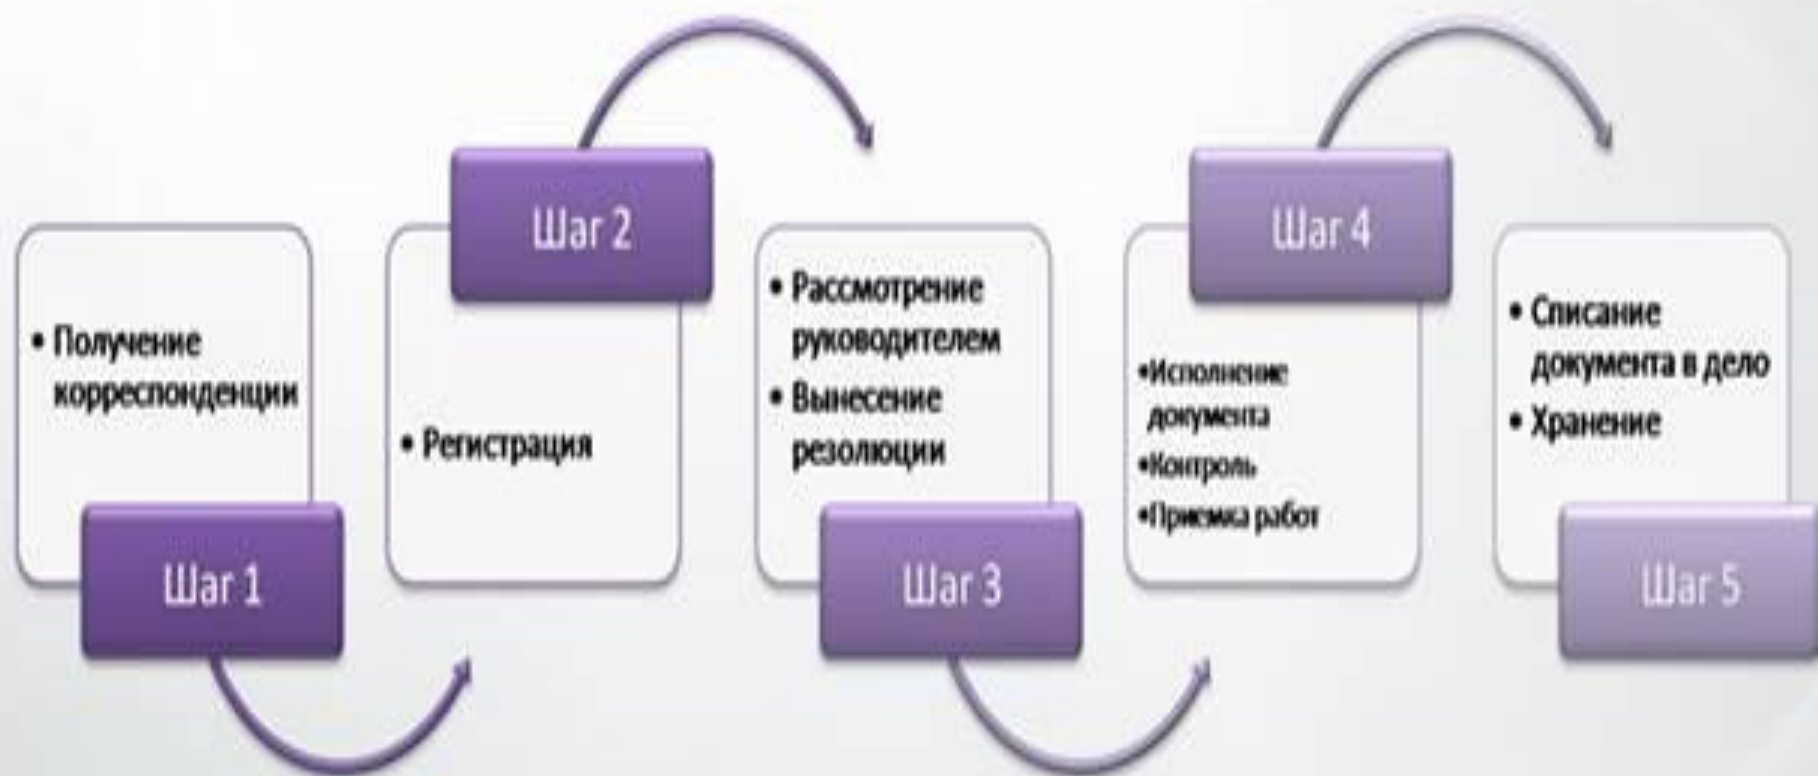 • Получение
корреспонденции
Шаг 1
Шаг 2
• Регистрация
• Рассмотрение
руководителем
• Вынесение
резолюции
Шаг 3
Шаг 4
•Исполнение
документа
•Контроль
•Приемка работ
• Списание
документа в дело
• Хранение
Шаг 5